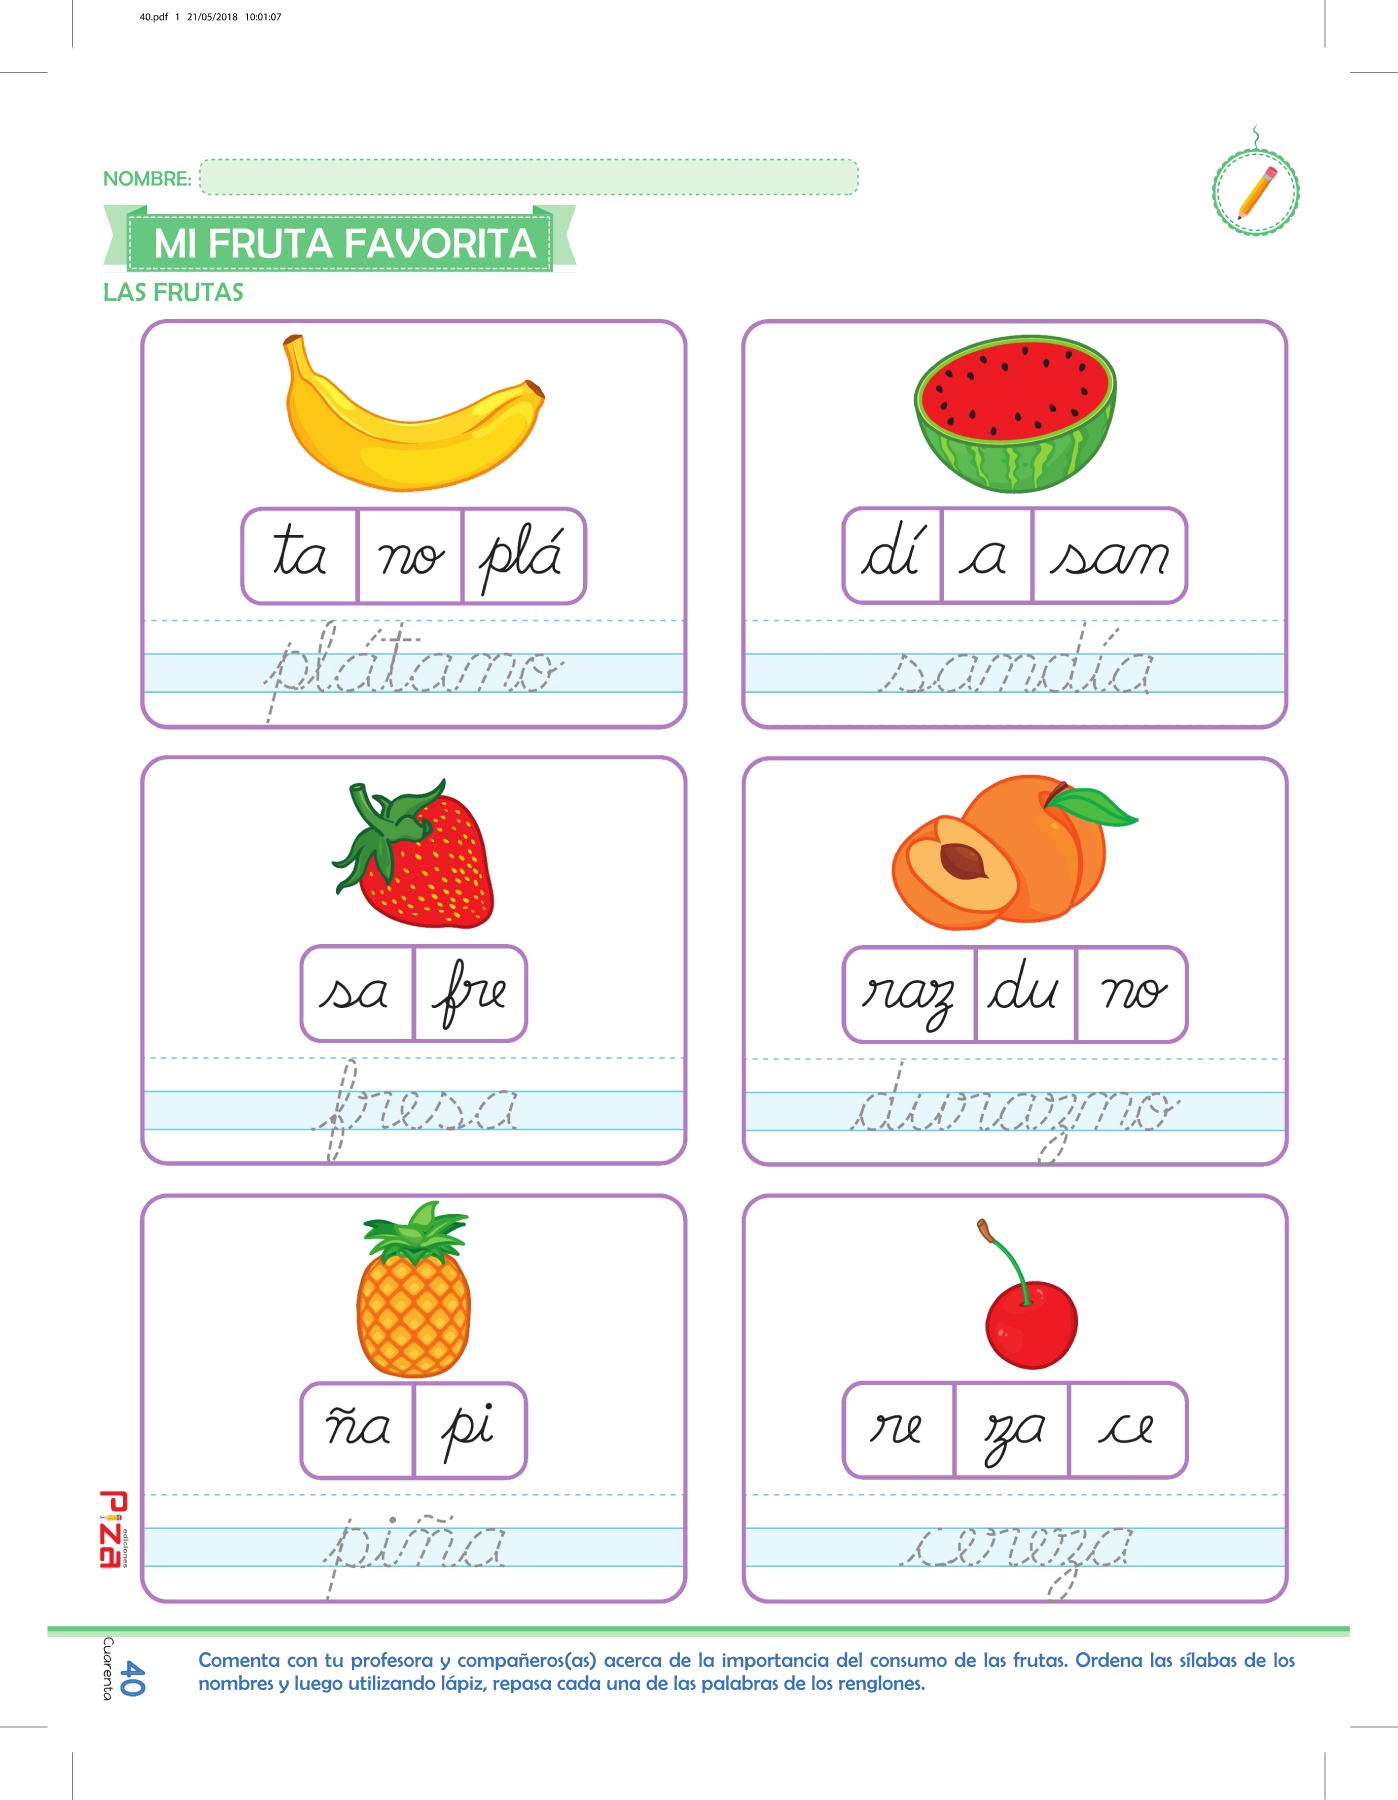 40.pdf 1 21/05/2018 10:01:07
NOMBRE:
MI FRUTA FAVORITA
LAS FRUTAS
ta no plá
plátano
dí a san
sandía
sa fre
fresa
raz du no
durazno
ña pi
piña
re za ce
cereza
Piza
ediciones
40
Cuarenta
Comenta con tu profesora y compañeros(as) acerca de la importancia del consumo de las frutas. Ordena las sílabas de los
nombres y luego utilizando lápiz, repasa cada una de las palabras de los renglones.